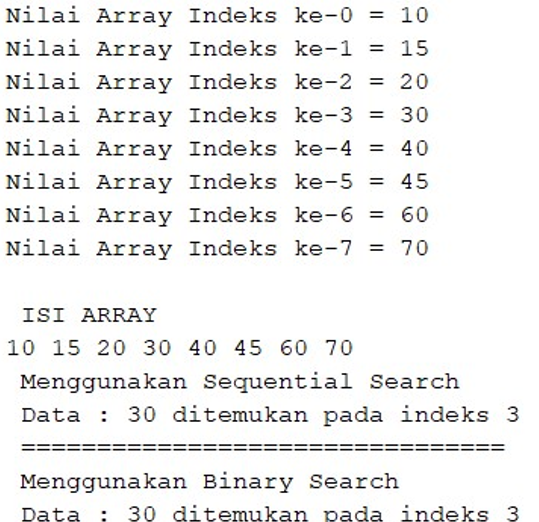 Nilai Array Indeks ke-0 = 10
Nilai Array Indeks ke-1 = 15
Nilai Array Indeks ke-2 = 20
Nilai Array Indeks ke-3 = 30
Nilai Array Indeks ke-4 = 40
Nilai Array Indeks ke-5 = 45
Nilai Array Indeks ke-6 = 60
Nilai Array Indeks ke-7 = 70
ISI ARRAY
10 15 20 30 40 45 60 70
Menggunakan Sequential Search
Data : 30 ditemukan pada indeks 3
================================
Menggunakan Binary Search
Data : 30 ditemukan pada indeks 3